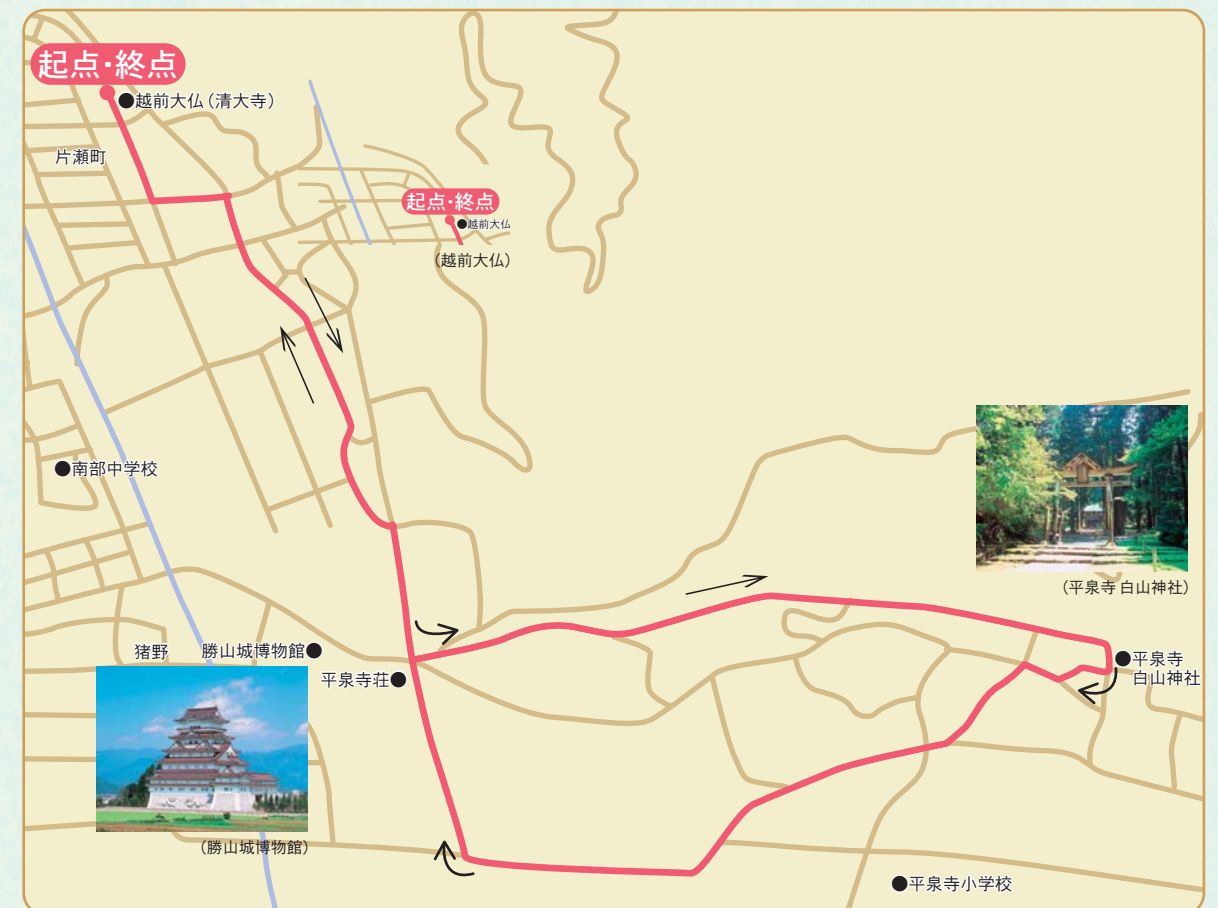 起点・終点
越前大仏（清大寺）
片瀬町
起点・終点
越前大仏
（越前大仏）
南部中学校
（平泉寺 白山神社）
猪野
勝山城博物館
平泉寺荘
平泉寺
白山神社
（勝山城博物館）
平泉寺小学校